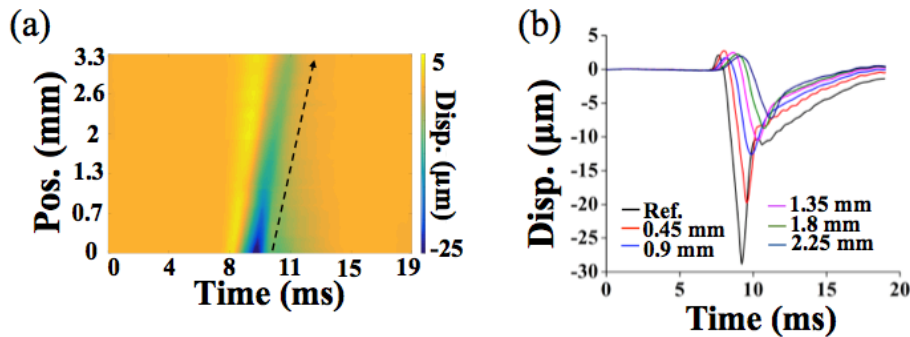 (a)
Pos. (mm)
3.3
2.6
2
1.3
0.7
0
0 4 8 11 15 19
Time (ms)
5
-25
Disp. (μm)
(b)
Disp. (μm)
5
0
-5
-10
-15
-20
-25
-30
Ref.
0.45 mm
0.9 mm
1.35 mm
1.8 mm
2.25 mm
0 5 10 15 20
Time (ms)